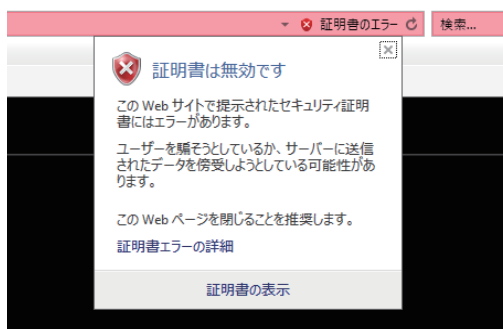 証明書のエラー 検索...
証明書は無効です
この Web サイトで提示されたセキュリティ証明
書にはエラーがあります。
ユーザーを騙そうとしているか、サーバーに送信
されたデータを傍受しようとしている可能性があ
ります。
この Web ページを閉じることを推奨します。
証明書エラーの詳細
証明書の表示